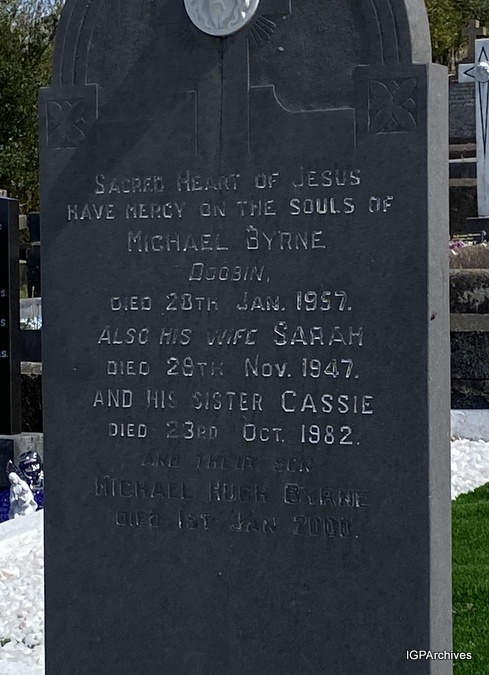 SACRED HEART OF JESUS
HAVE MERCY ON THE SOULS OF
MICHAEL BYRNE
DOOBIN,
DIED 28TH JAN. 1957.
ALSO HIS WIFE SARAH
DIED 29TH NOV. 1947.
AND HIS SISTER CASSIE
DIED 23RD OCT. 1982.
AND THEIR SON
MICHAEL HUGH BYRNE
DIED 1ST JAN 2000.
IGPArchives